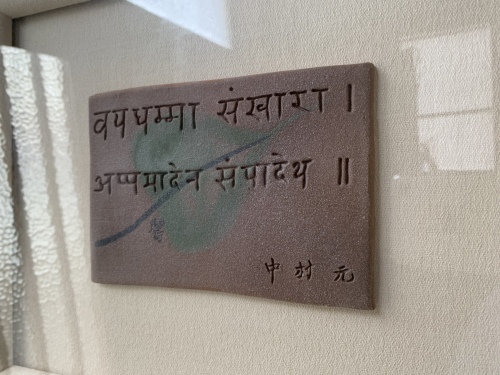 वयधम्मा संखारा ।
अप्पमादेन संपादेथ ॥
中村元